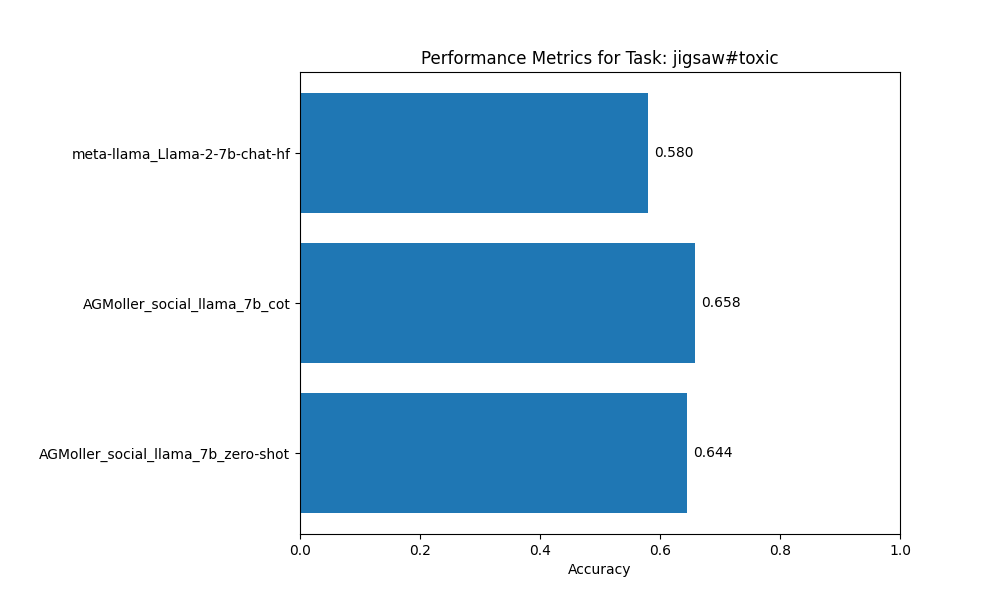 Performance Metrics for Task: jigsaw#toxic
meta-llama_Llama-2-7b-chat-hf
0.580
AGMoller_social_llama_7b_cot
0.658
AGMoller_social_llama_7b_zero-shot
0.644
0.0 0.2 0.4 0.6 0.8 1.0
Accuracy